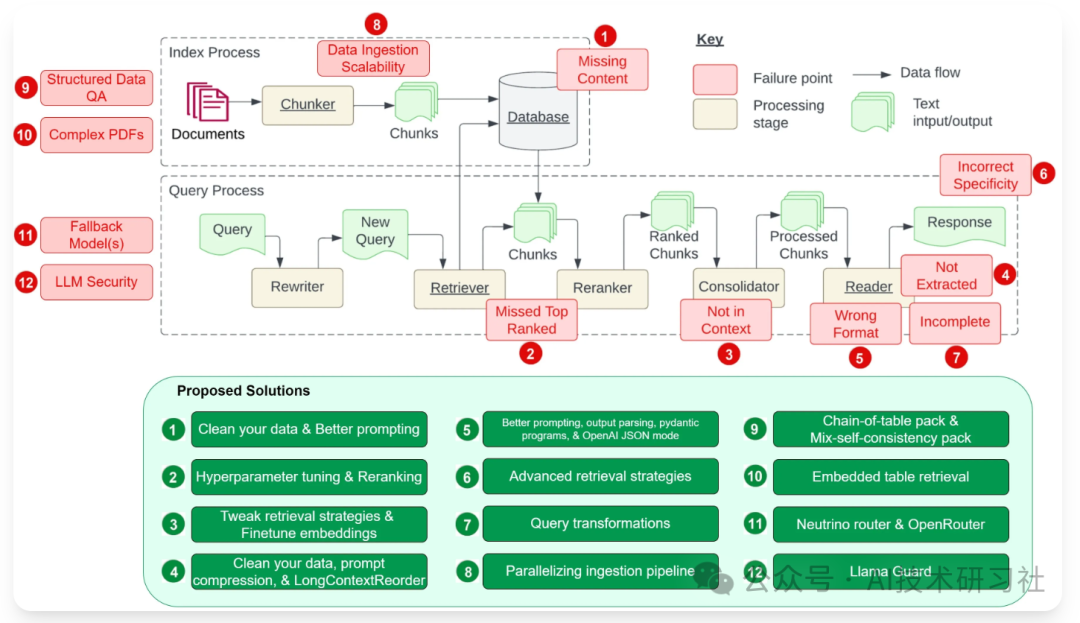 8
1
Index Process
Data Ingestion
Scalability
Missing
Content
Key
9
Structured Data
QA
Failure point
Data flow
Chunker
Database
Processing
stage
Text
intput/output
10
Complex PDFs
Documents
Chunks
Query Process
Incorrect
Specificity
6
11
Fallback
Model(s)
Query
New
Query
Chunks
Ranked
Chunks
Processed
Chunks
Response
12
LLM Security
Rewriter
Retriever
Reranker
Consolidator
Reader
Not
Extracted
4
Missed Top
Ranked
Not in
Context
Wrong
Format
Incomplete
2
3
5
7
Proposed Solutions
1
Clean your data & Better prompting
2
Hyperparameter tuning & Reranking
3
Tweak retrieval strategies &
Finetune embeddings
4
Clean your data, prompt
compression, & LongContextReorder
5
Better prompting, output parsing, pydantic
programs, & OpenAI JSON mode
6
Advanced retrieval strategies
7
Query transformations
8
Parallelizing ingestion pipeline
9
Chain-of-table pack &
Mix-self-consistency pack
10
Embedded table retrieval
11
Neutrino router & OpenRouter
12
Llama Guard
公众号 · AI技术研习社